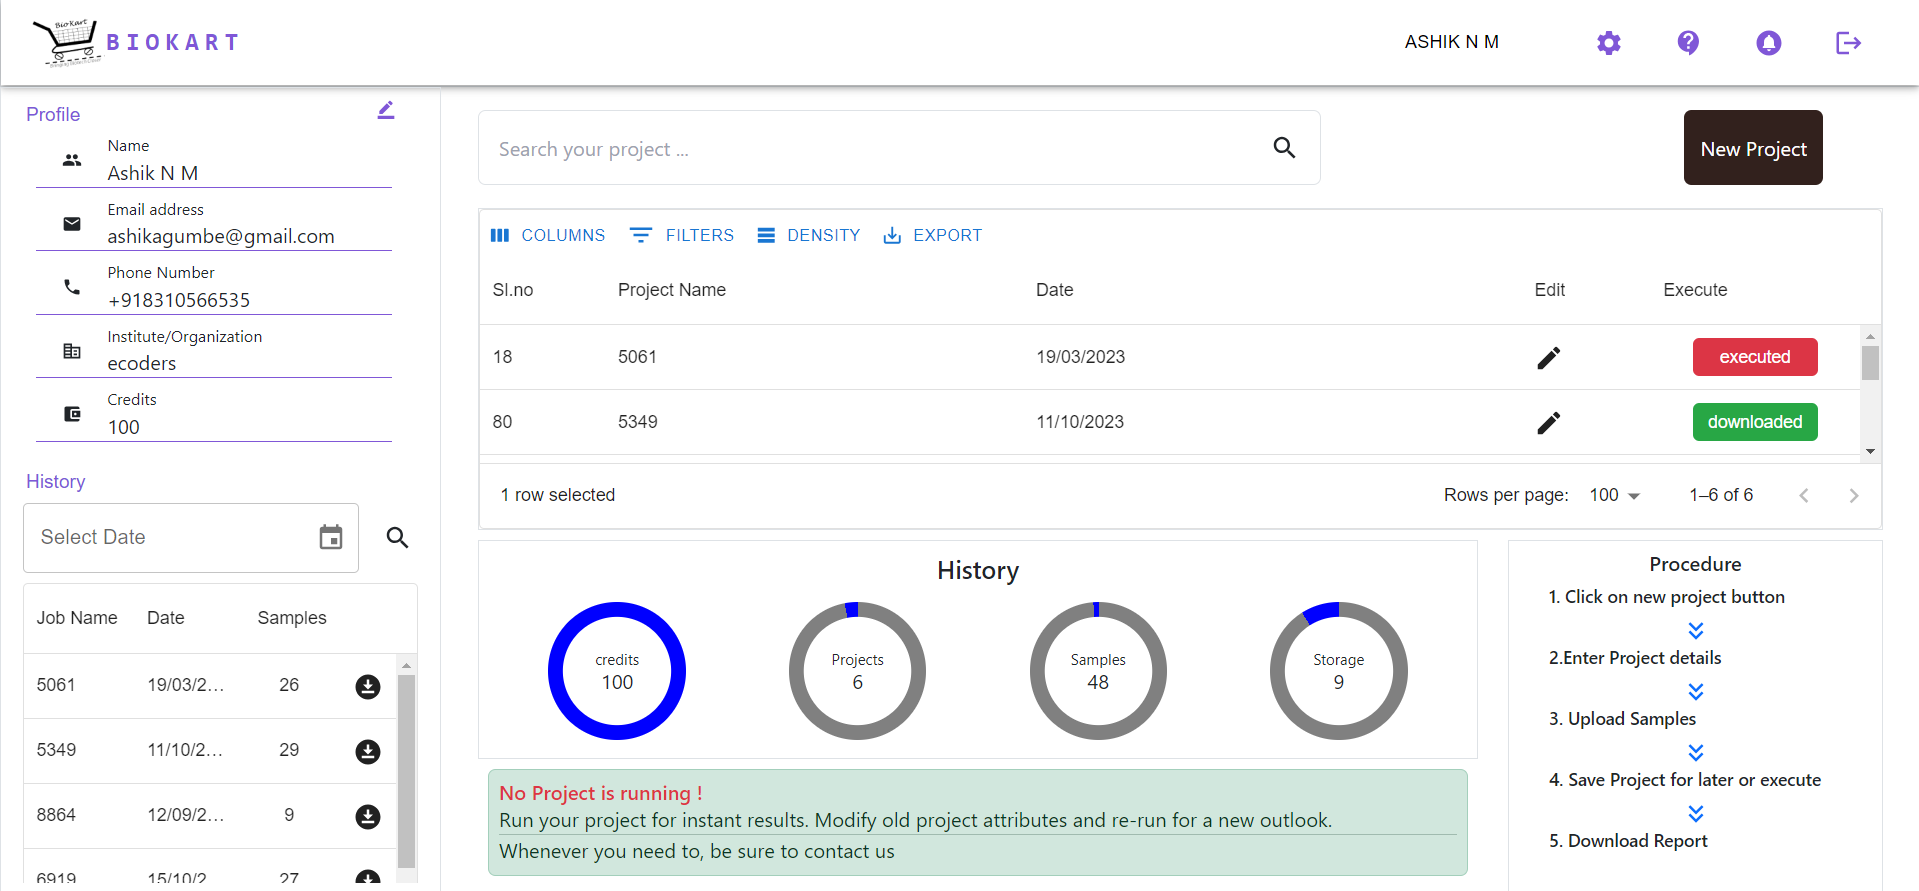 BioKart
BIOKART
ASHIK N M
Profile
Name
Ashik N M
Email address
ashikagumbe@gmail.com
Phone Number
+918310566535
Institute/Organization
ecoders
Credits
100
History
Select Date
Job Name Date Samples
5061 19/03/2... 26
5349 11/10/2... 29
8864 12/09/2... 9
6919 15/10/2 27
Search your project ...
New Project
COLUMNS FILTERS DENSITY EXPORT
Sl.no Project Name Date Edit Execute
18 5061 19/03/2023 executed
80 5349 11/10/2023 downloaded
1 row selected
Rows per page: 100 1–6 of 6
History
credits
100
Projects
6
Samples
48
Storage
9
No Project is running !
Run your project for instant results. Modify old project attributes and re-run for a new outlook.
Whenever you need to, be sure to contact us
Procedure
1. Click on new project button
2.Enter Project details
3. Upload Samples
4. Save Project for later or execute
5. Download Report